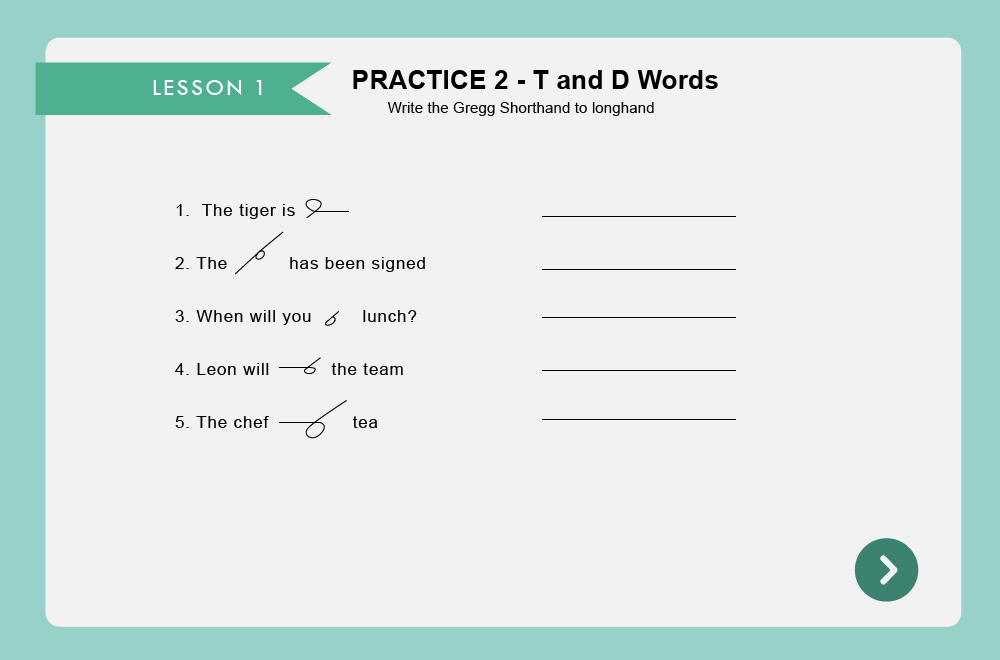 LESSON 1
PRACTICE 2 - T and D Words
Write the Gregg Shorthand to longhand
1. The tiger is
2. The has been signed
3. When will you lunch?
4. Leon will the team
5. The chef tea